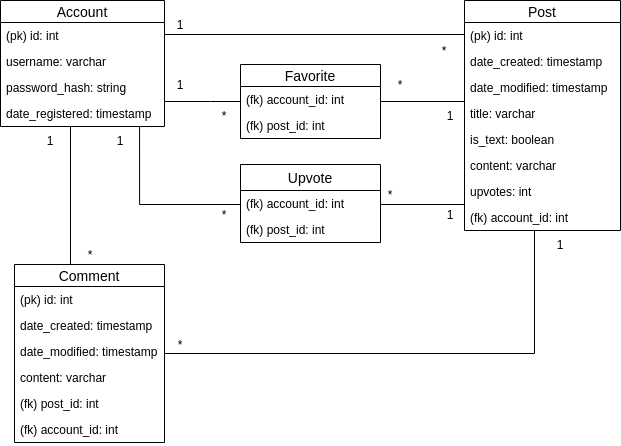 Account
(pk) id: int
username: varchar
password_hash: string
date_registered: timestamp
Post
(pk) id: int
date_created: timestamp
date_modified: timestamp
title: varchar
is_text: boolean
content: varchar
upvotes: int
(fk) account_id: int
Favorite
(fk) account_id: int
(fk) post_id: int
Upvote
(fk) account_id: int
(fk) post_id: int
Comment
(pk) id: int
date_created: timestamp
date_modified: timestamp
content: varchar
(fk) post_id: int
(fk) account_id: int
1
*
1
*
*
1
1
*
*
1
1
*
1
*